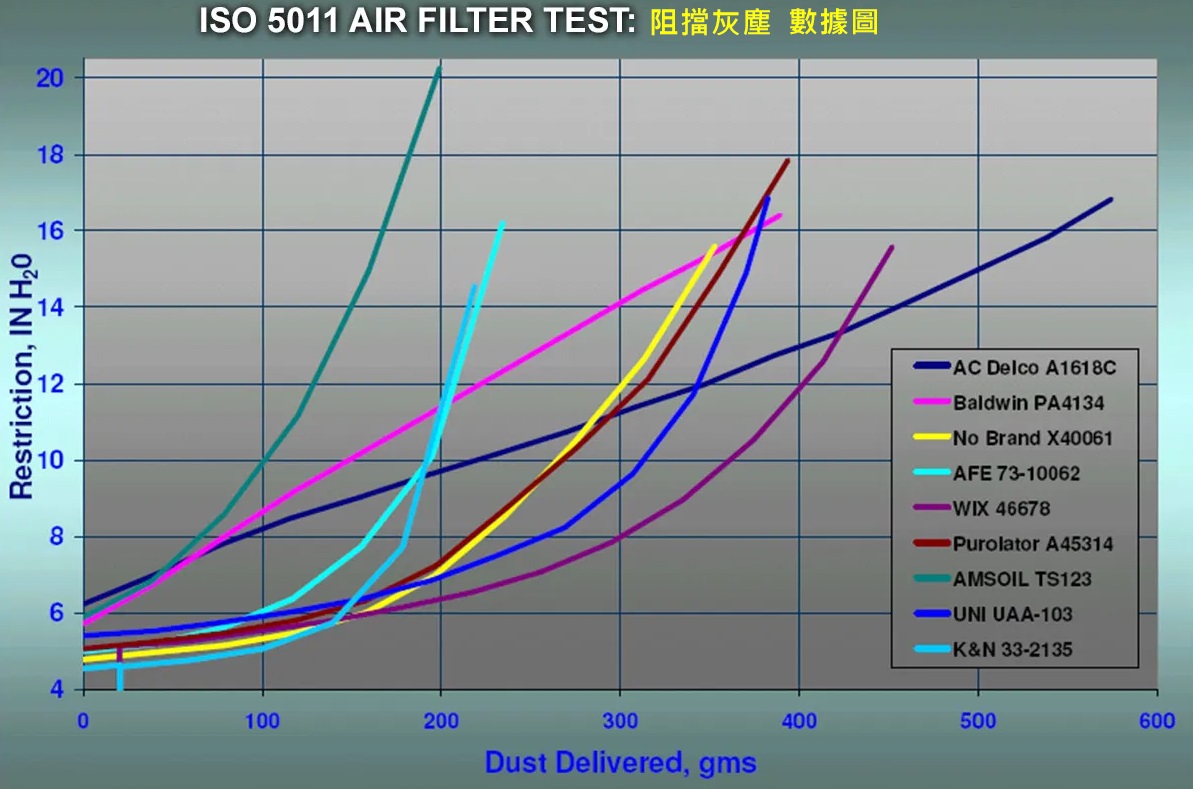 ISO 5011 AIR FILTER TEST: 阻擋灰塵 數據圖
20
18
16
14
12
10
8
6
4
Restriction, IN H₂0
AC Delco A1618C
Baldwin PA4134
No Brand X40061
AFE 73-10062
WIX 46678
Purolator A45314
AMSOIL TS123
UNI UAA-103
K&N 33-2135
0 100 200 300 400 500 600
Dust Delivered, gms